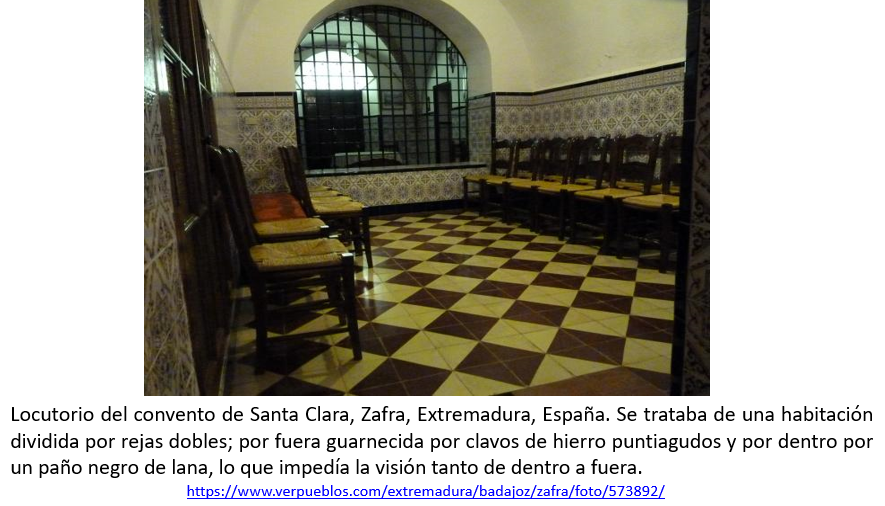 Locutorio del convento de Santa Clara, Zafra, Extremadura, España. Se trataba de una habitación
dividida por rejas dobles; por fuera guarnecida por clavos de hierro puntiagudos y por dentro por
un paño negro de lana, lo que impedía la visión tanto de dentro a fuera.
https://www.verpueblos.com/extremadura/badajoz/zafra/foto/573892/